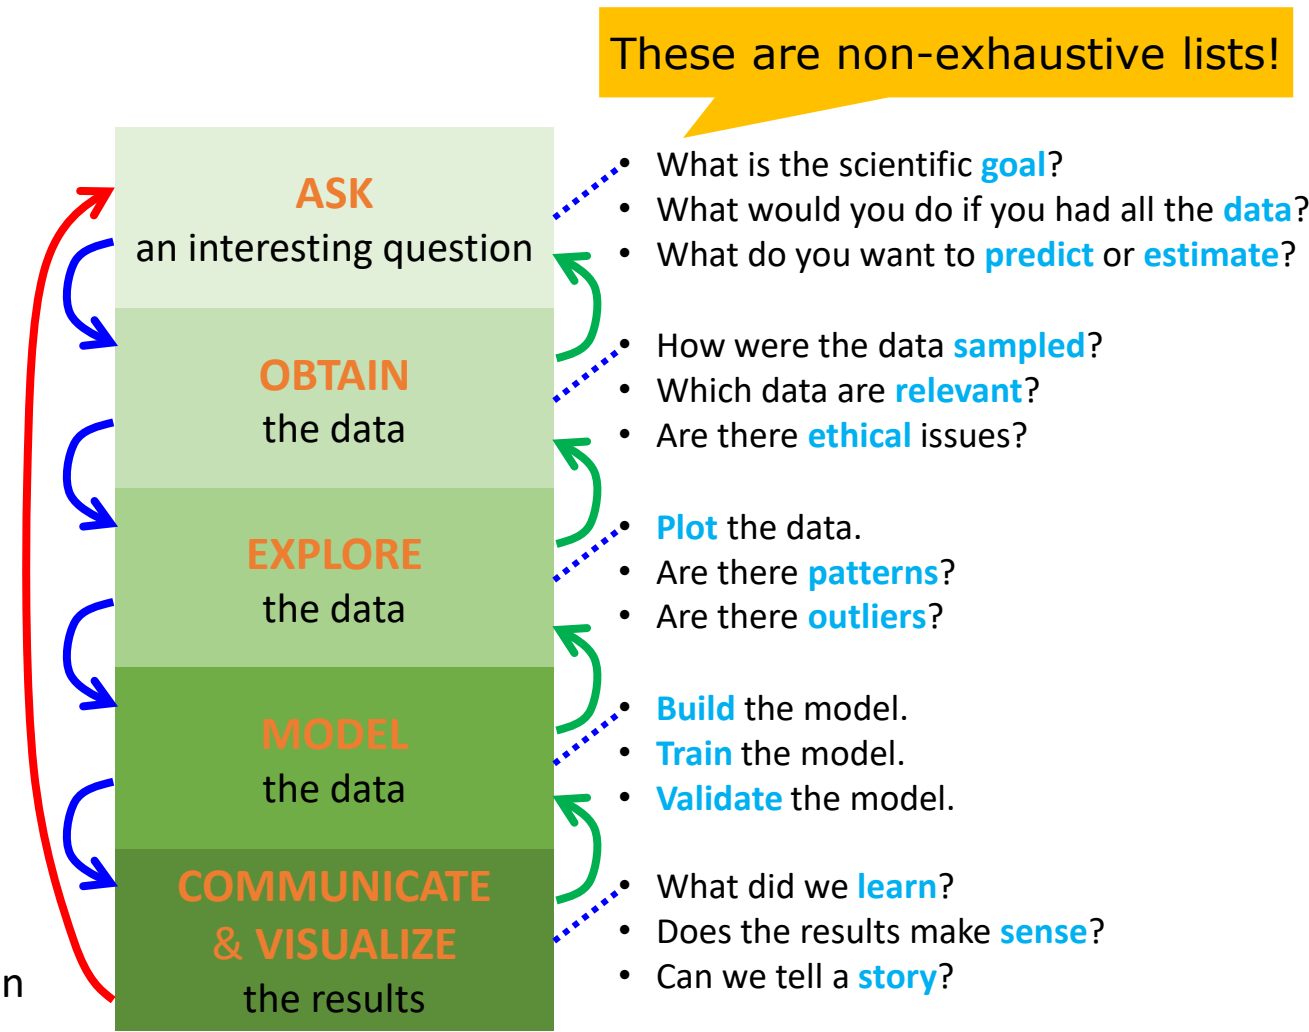 These are non-exhaustive lists!
ASK
an interesting question
• What is the scientific goal?
• What would you do if you had all the data?
• What do you want to predict or estimate?
OBTAIN
the data
• How were the data sampled?
• Which data are relevant?
• Are there ethical issues?
EXPLORE
the data
• Plot the data.
• Are there patterns?
• Are there outliers?
MODEL
the data
• Build the model.
• Train the model.
• Validate the model.
COMMUNICATE
& VISUALIZE
the results
• What did we learn?
• Does the results make sense?
• Can we tell a story?
n